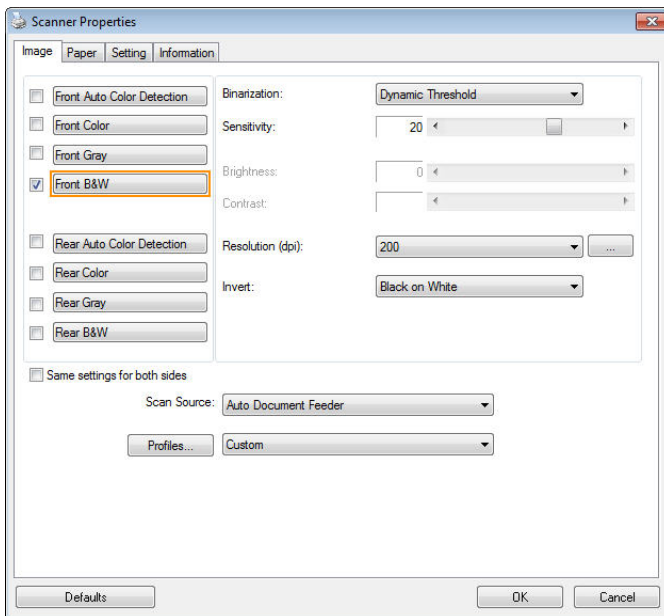 Scanner Properties
Image Paper Setting Information
Front Auto Color Detection
Front Color
Front Gray
Front B&W
Rear Auto Color Detection
Rear Color
Rear Gray
Rear B&W
Binarization: Dynamic Threshold
Sensitivity: 20
Brightness: 0
Contrast:
Resolution (dpi): 200 ...
Invert: Black on White
Same settings for both sides
Scan Source: Auto Document Feeder
Profiles... Custom
Defaults OK Cancel